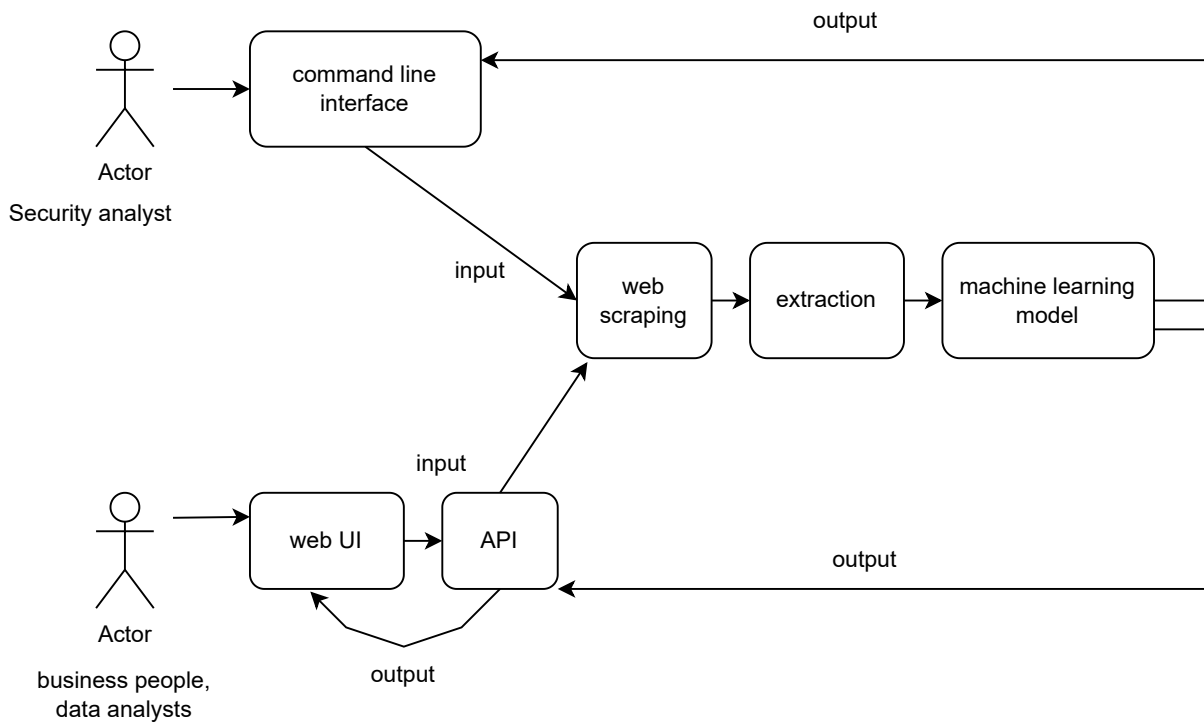 output
command line
interface
Actor
Security analyst
input
web
scraping
extraction
machine learning
model
input
web UI
API
output
Actor
output
business people,
data analysts